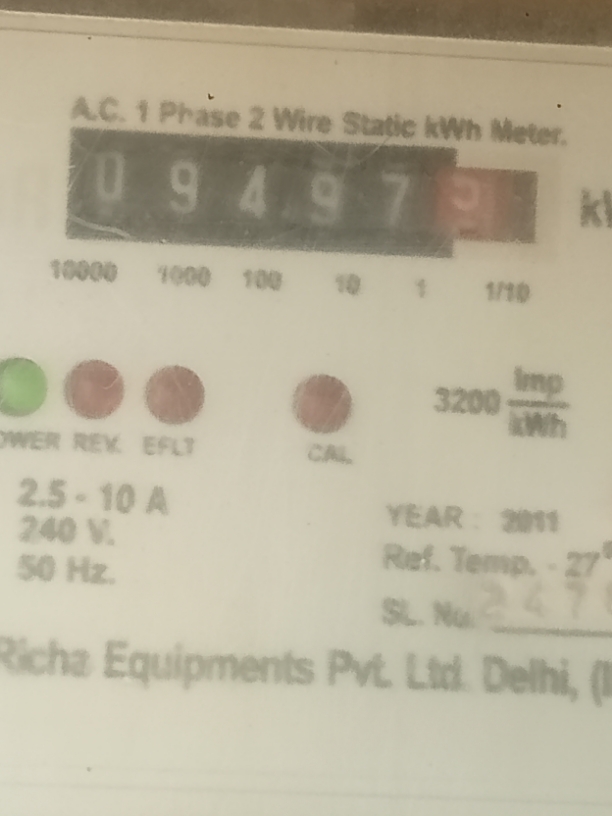 A.C. 1 Phase 2 Wire Static kWh Meter.
0 9 4 9 7
10000 1000 100 10 1 1/10
3200 Imp/kWh
OWER REV. EFLT CAL
2.5 - 10 A
240 V.
50 Hz.
YEAR : 2011
Ref. Temp. - 27°
SL. No.
Richa Equipments Pvt. Ltd. Delhi, (I